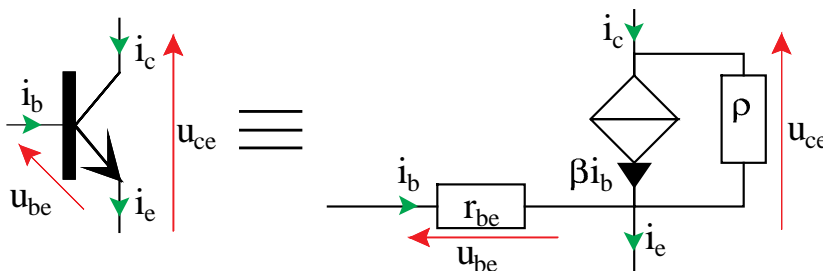 i_c
i_b
u_ce
u_be
i_e
i_c
ρ
u_ce
βi_b
i_b
r_be
u_be
i_e